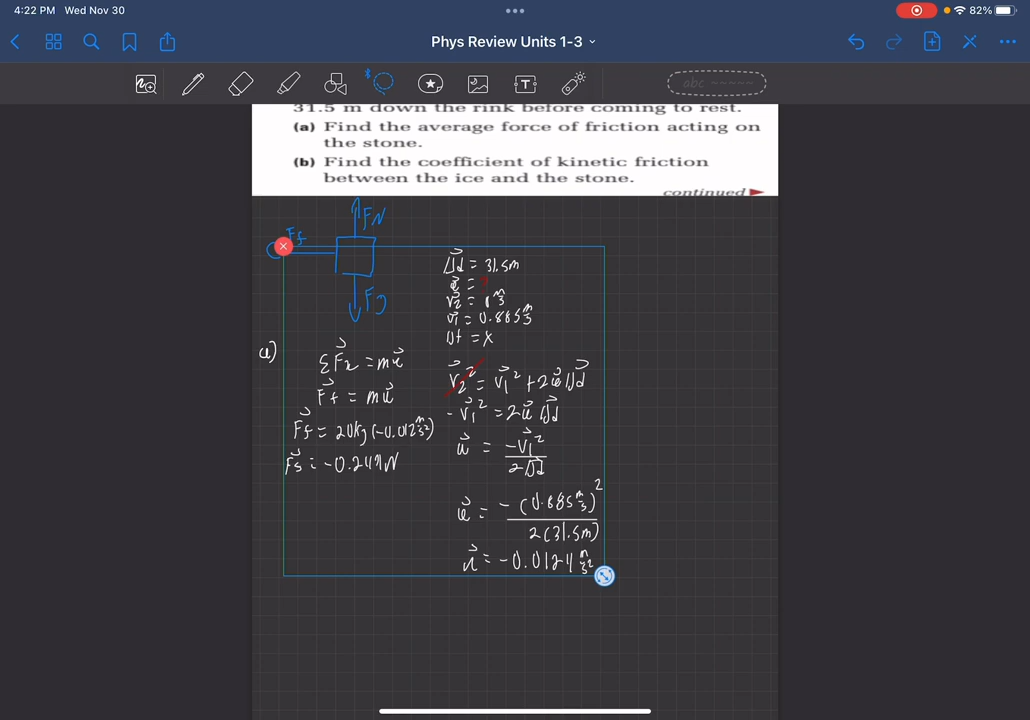 4:22 PM Wed Nov 30
82%
Phys Review Units 1-3
abc
31.5 m down the rink before coming to rest.
(a) Find the average force of friction acting on
the stone.
(b) Find the coefficient of kinetic friction
between the ice and the stone.
continued
FN
Ff
Fg
Δd = 31.5m
a = ?
v2 = 0 m/s
v1 = 0.885 m/s
Δt = x
a)
ΣFx = ma
Ff = ma
Ff = 20kg(-0.012 m/s²)
Ff = -0.249N
v2² = v1² + 2aΔd
-v1² = 2aΔd
a = -v1² / 2Δd
a = -(0.885 m/s)² / 2(31.5m)
a = -0.0124 m/s²